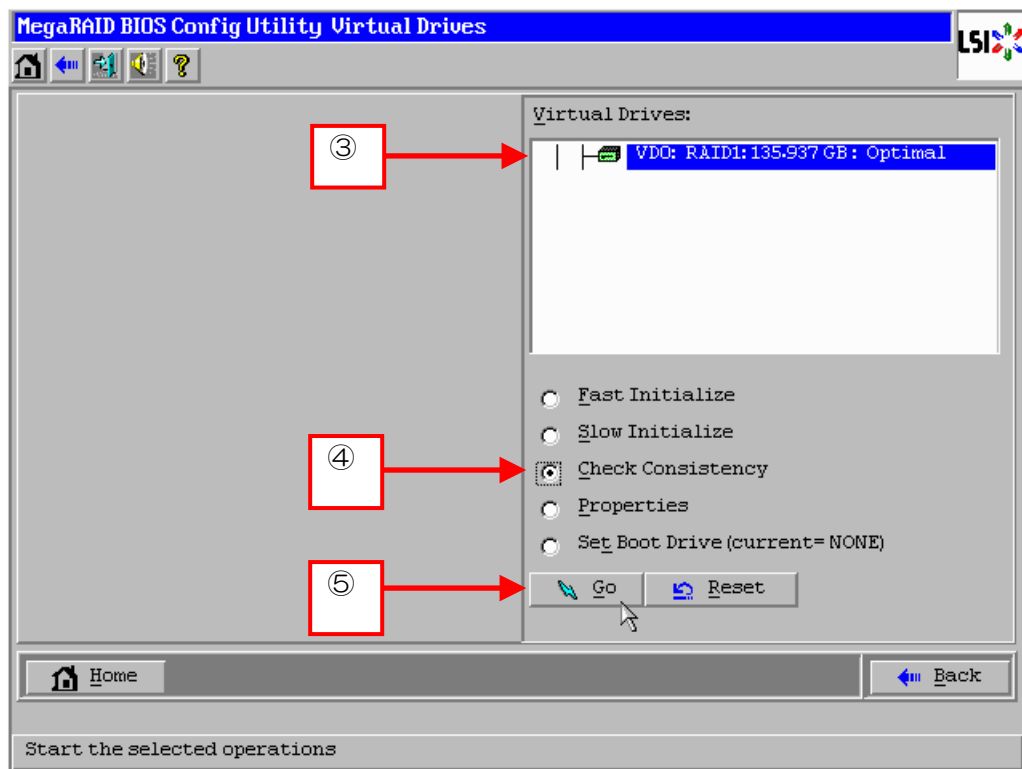 MegaRAID BIOS Config Utility Virtual Drives
LSI
Virtual Drives:
③
VD0: RAID1: 135.937 GB: Optimal
Fast Initialize
Slow Initialize
④
Check Consistency
Properties
Set Boot Drive (current= NONE)
⑤
Go
Reset
Home
Back
Start the selected operations